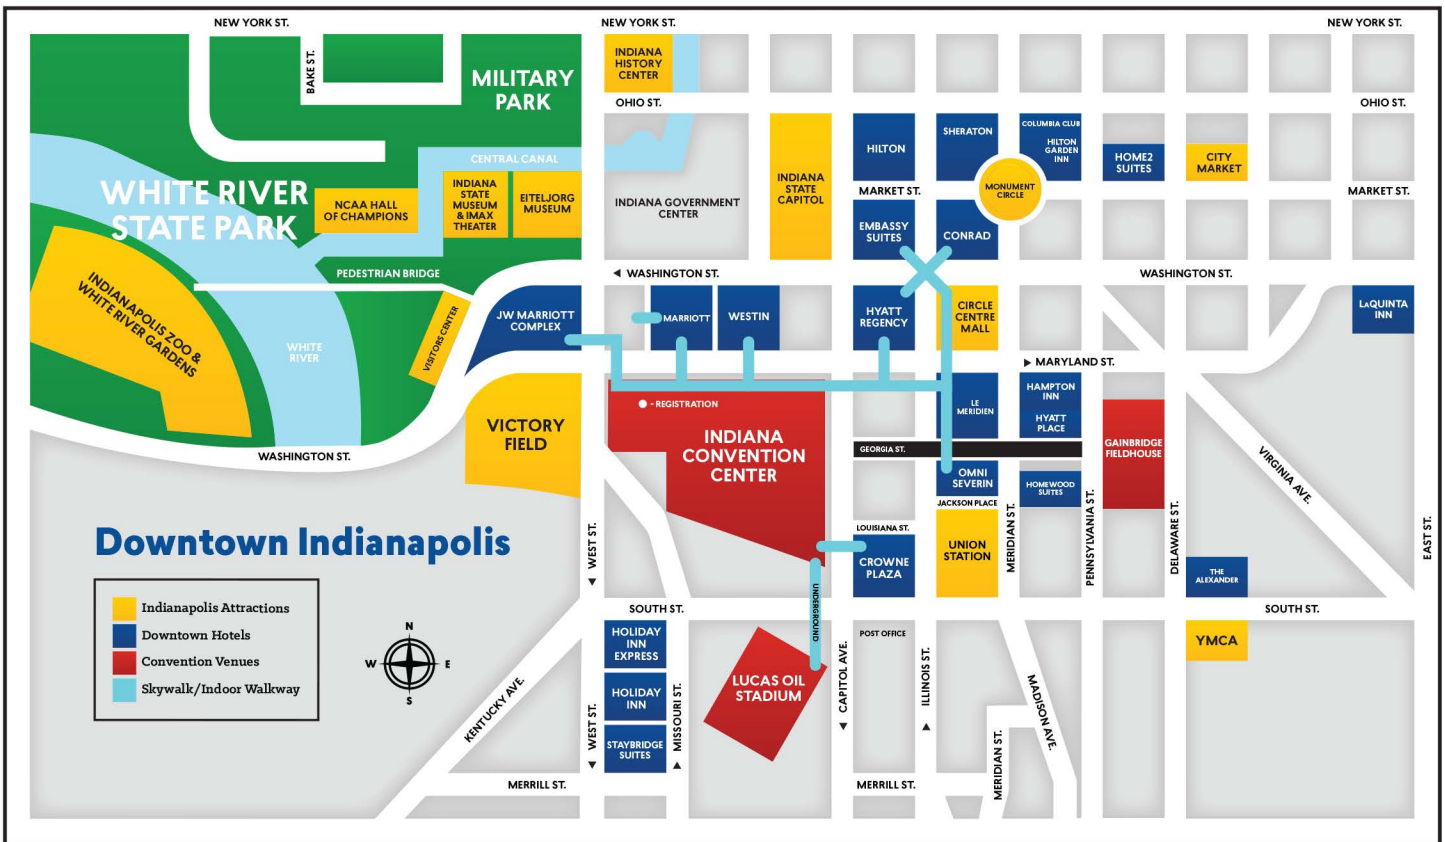 NEW YORK ST.
NEW YORK ST.
NEW YORK ST.
BAKE ST.
MILITARY
PARK
INDIANA
HISTORY
CENTER
OHIO ST.
OHIO ST.
CENTRAL CANAL
WHITE RIVER
STATE PARK
NCAA HALL
OF CHAMPIONS
INDIANA
STATE
MUSEUM
& IMAX
THEATER
EITELJORG
MUSEUM
INDIANA GOVERNMENT
CENTER
INDIANA
STATE
CAPITOL
HILTON
SHERATON
COLUMBIA CLUB
HILTON
GARDEN
INN
HOME2
SUITES
CITY
MARKET
MARKET ST.
MONUMENT
CIRCLE
MARKET ST.
EMBASSY
SUITES
CONRAD
PEDESTRIAN BRIDGE
WASHINGTON ST.
WASHINGTON ST.
INDIANAPOLIS ZOO &
WHITE RIVER GARDENS
WHITE
RIVER
VISITORS CENTER
JW MARRIOTT
COMPLEX
MARRIOTT
WESTIN
HYATT
REGENCY
CIRCLE
CENTRE
MALL
LAQUINTA
INN
MARYLAND ST.
- REGISTRATION
INDIANA
CONVENTION
CENTER
VICTORY
FIELD
LE
MERIDIEN
HAMPTON
INN
HYATT
PLACE
GAINBRIDGE
FIELDHOUSE
GEORGIA ST.
WASHINGTON ST.
OMNI
SEVERIN
HOMEWOOD
SUITES
JACKSON PLACE
VIRGINIA AVE.
Downtown Indianapolis
WEST ST.
LOUISIANA ST.
UNION
STATION
MERIDIAN ST.
PENNSYLVANIA ST.
DELAWARE ST.
EAST ST.
CROWNE
PLAZA
THE
ALEXANDER
Indianapolis Attractions
Downtown Hotels
Convention Venues
Skywalk/Indoor Walkway
N
W
E
S
UNDERGROUND
SOUTH ST.
SOUTH ST.
HOLIDAY
INN
EXPRESS
HOLIDAY
INN
STAYBRIDGE
SUITES
LUCAS OIL
STADIUM
POST OFFICE
YMCA
KENTUCKY AVE.
WEST ST.
MISSOURI ST.
CAPITOL AVE.
ILLINOIS ST.
MERIDIAN ST.
MADISON AVE.
MERRILL ST.
MERRILL ST.